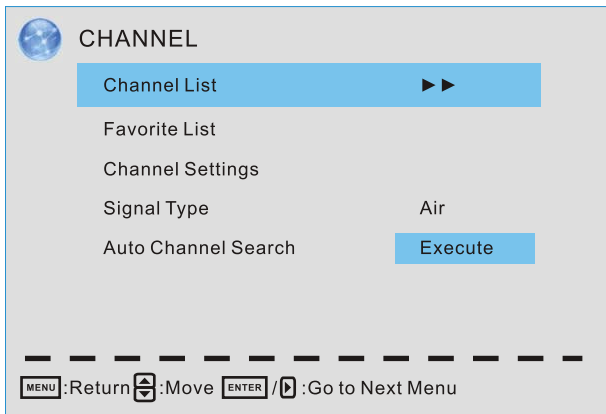 CHANNEL
Channel List ►►
Favorite List
Channel Settings
Signal Type Air
Auto Channel Search Execute
MENU :Return :Move ENTER / :Go to Next Menu